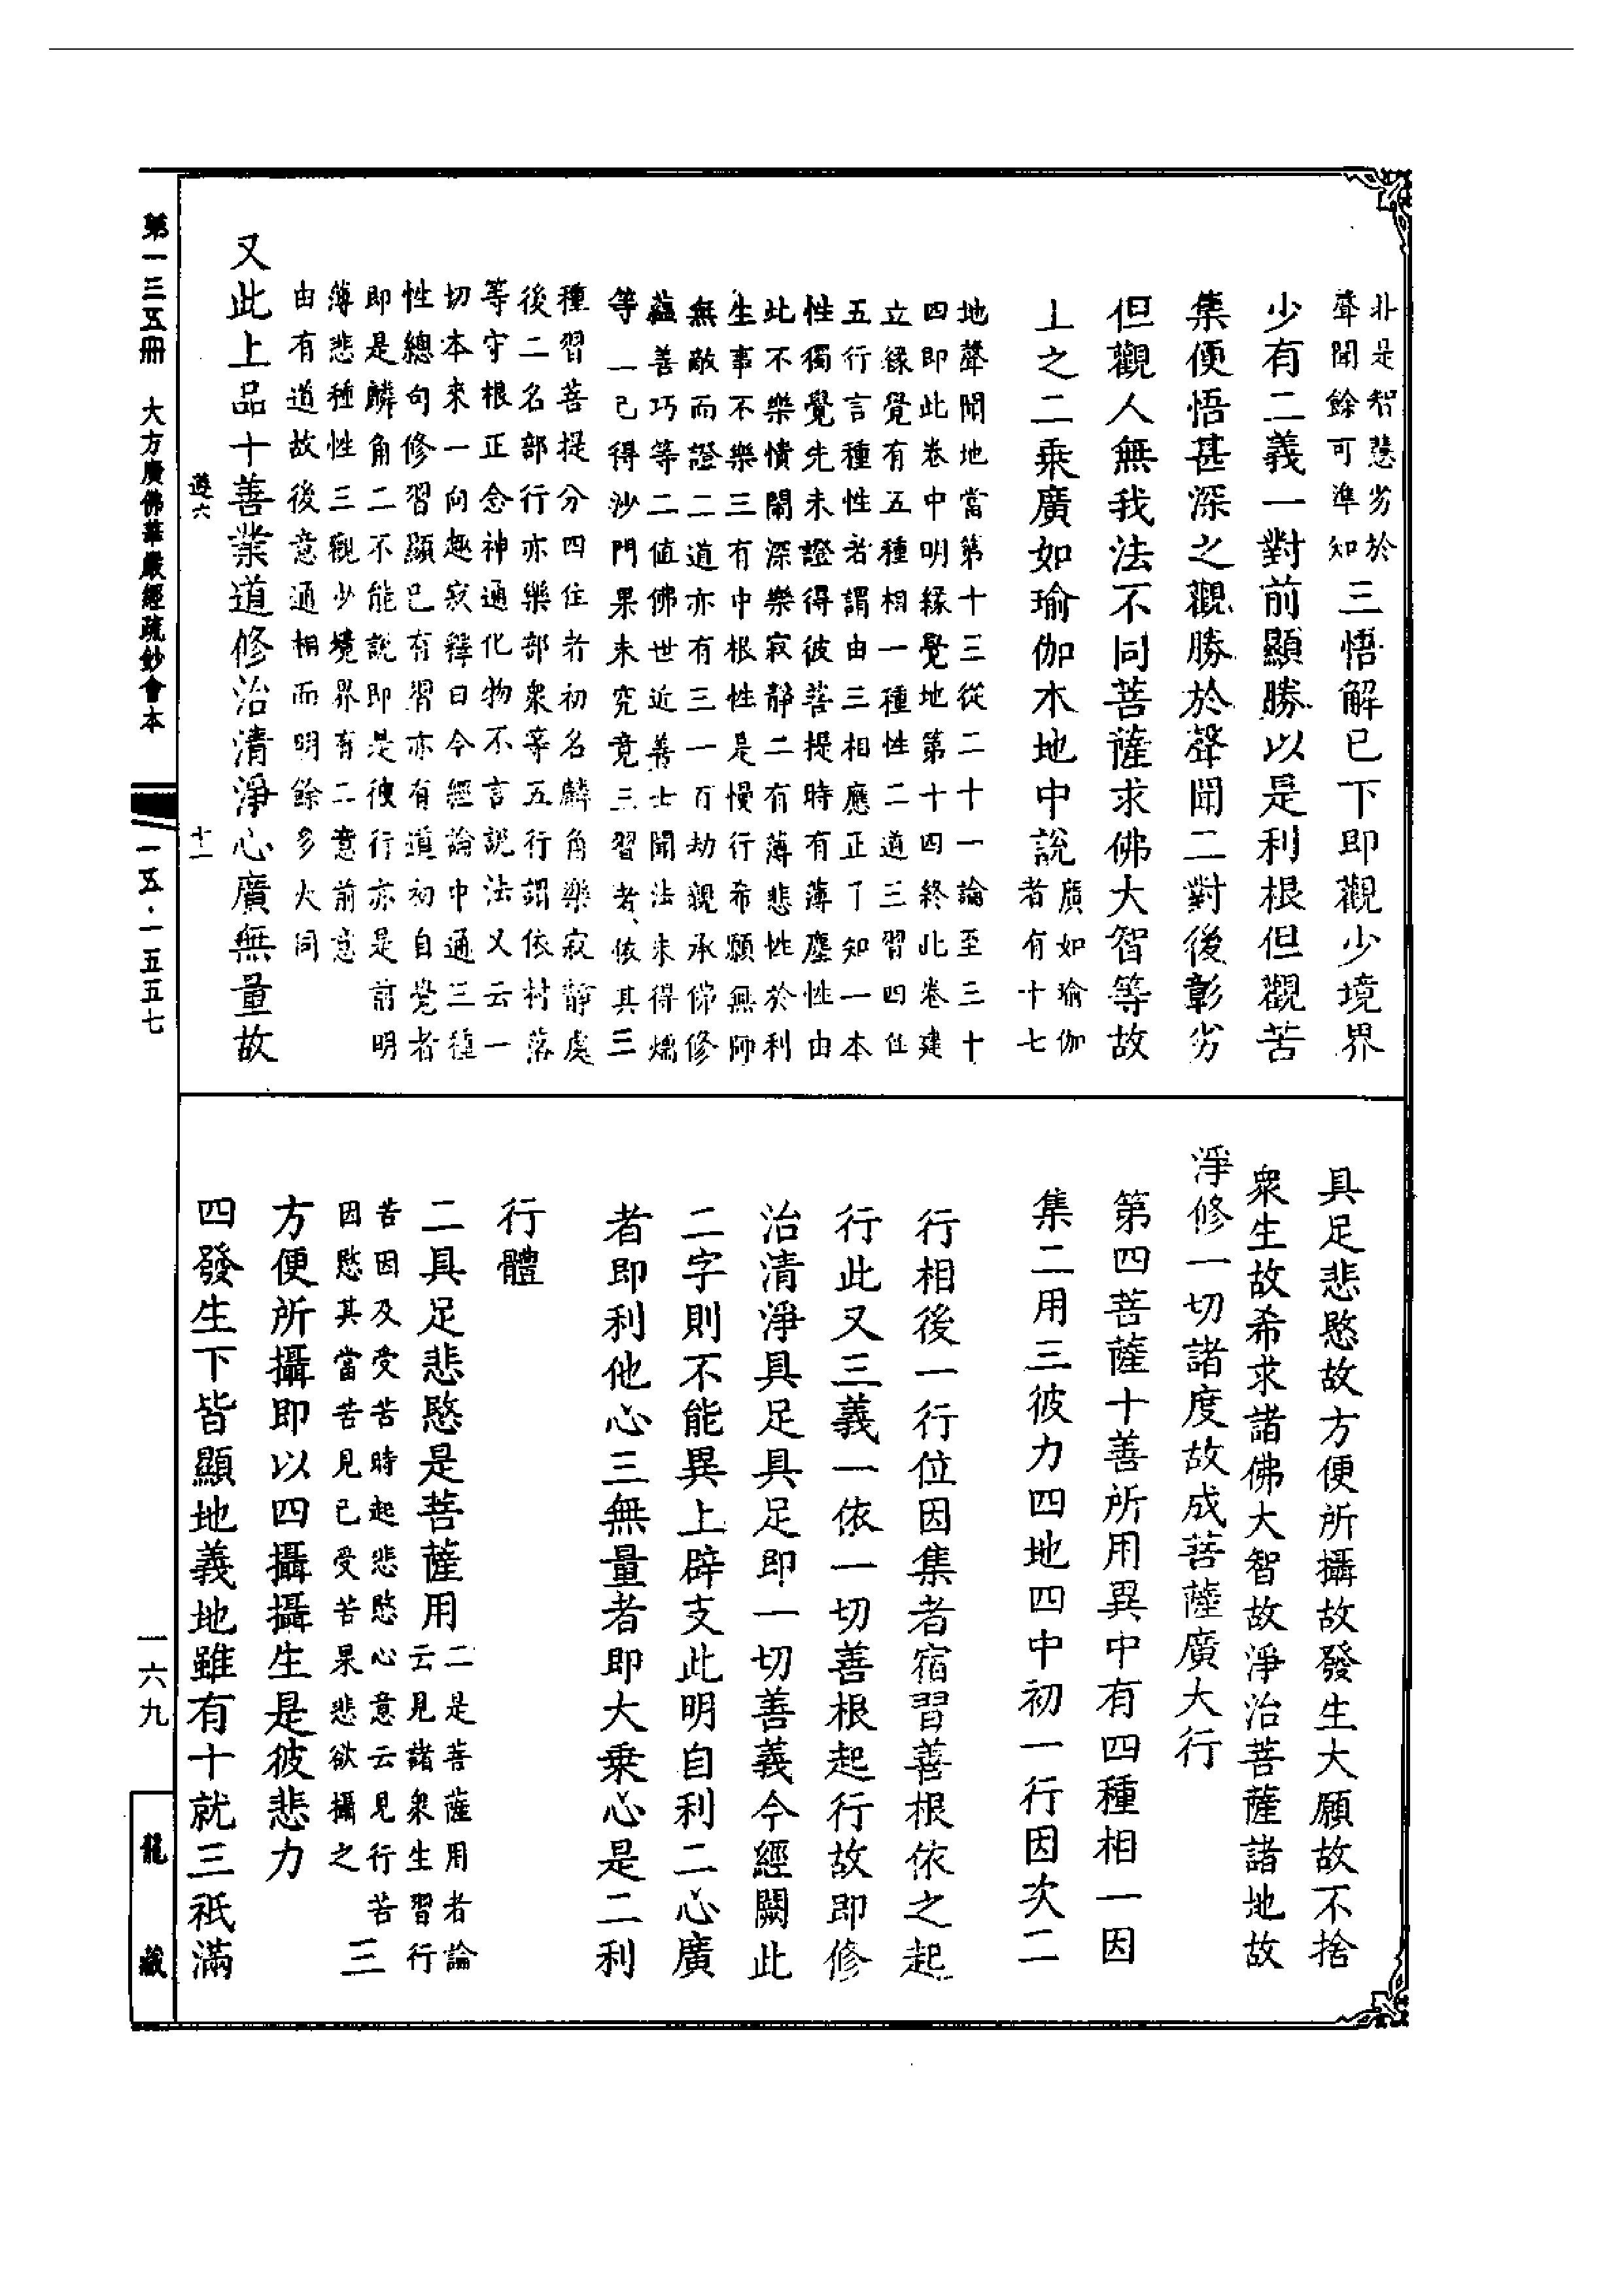 非是智慧劣於
聲聞餘可準知
三悟解已下即觀少境界
少有二義一對前顯勝以是利根但觀苦
集便悟甚深之觀勝於聲聞二對後彰劣
但觀人無我法不同菩薩求佛大智等故
上之二乘廣如瑜伽本地中說
廣如瑜伽
者有十七
地聲聞地當第十三從二十一論至三十
四即此卷中明緣覺地第十四終此卷建
立緣覺有五種相一種性二道三習四住
五行言種性者謂由三相應正了知一本
性獨覺先未證得彼菩提時有薄塵性由
此不樂憒鬧深樂寂靜二有薄悲性於利
生事不樂三有中根性是慢行希願無師
無敵而證二道亦有三一百劫親承佛修
蘊善巧等二值佛世近善士聞法未得煗
等一已得沙門果未究竟三習者依其三
種習菩提分四住者初名麟角樂寂靜處
後二名部行亦樂部眾等五行謂依村落
等守根正念神通化物不言說法又云一
切本來一向趣寂釋曰今經論中通三種
性總句修習顯已有習亦有道初自覺者
即是麟角二不能說即是彼行亦是前明
薄悲種性三觀少境界有二意前意
由有道故後意通相而明餘多大同
又此上品十善業道修治清淨心廣無量故
具足悲愍故方便所攝故發生大願故不捨
衆生故希求諸佛大智故淨治菩薩諸地故
淨修一切諸度故成菩薩廣大行
第四菩薩十善所用異中有四種相一因
集二用三彼力四地四中初一行因次二
行相後一行位因集者宿習善根依之起
行此又三義一依一切善根起行故即修
治清淨具足具足即一切善義今經闕此
二字則不能異上辟支此明自利二心廣
者即利他心三無量者即大乘心是二利
行體
二具足悲愍是菩薩用
二是菩薩用者論
云見諸衆生習行
苦因及受苦時起悲愍心意云見行苦
因愍其當苦見已受苦果悲欲攝之
三
方便所攝即以四攝攝生是彼悲力
四發生下皆顯地義地雖有十就三祇滿
第一三五冊　大方廣佛華嚴經疏鈔會本
一五·一五五七
遵六
十一
一六九
龍藏